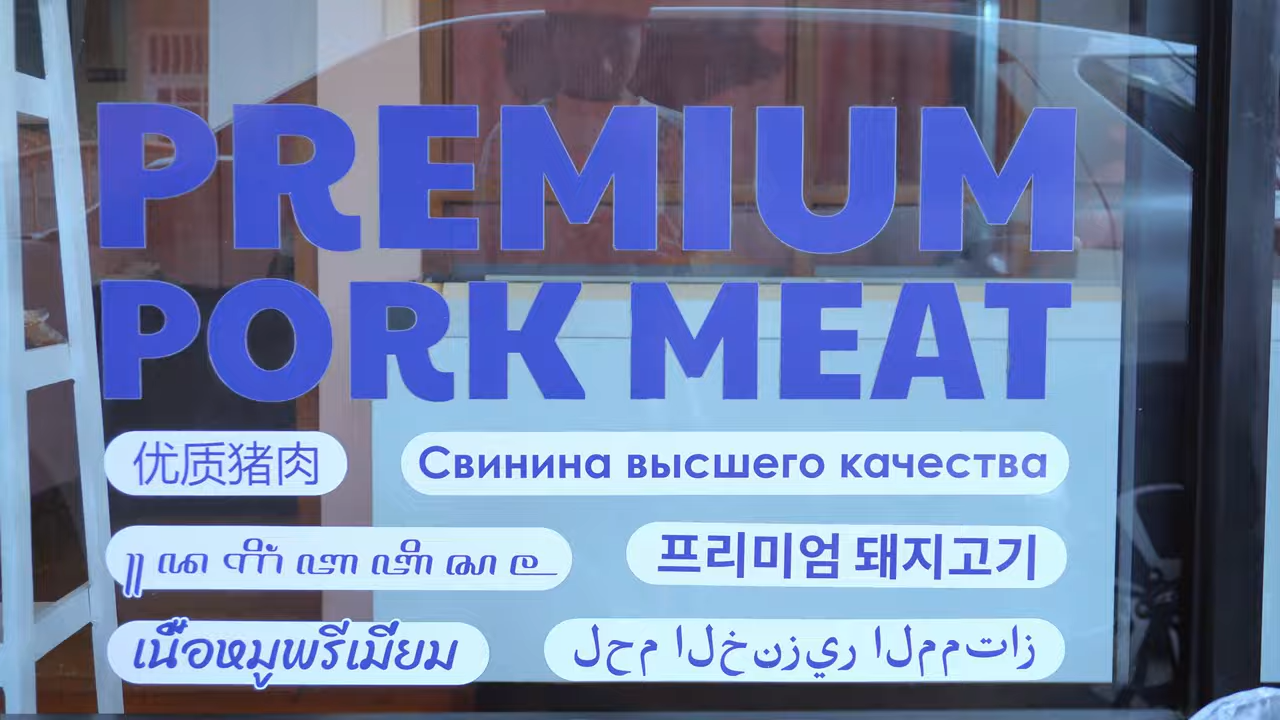 PREMIUM
PORK MEAT
优质猪肉
Свинина высшего качества
프리미엄 돼지고기
เนื้อหมูพรีเมี่ยม
لحم الخنزير الممتاز